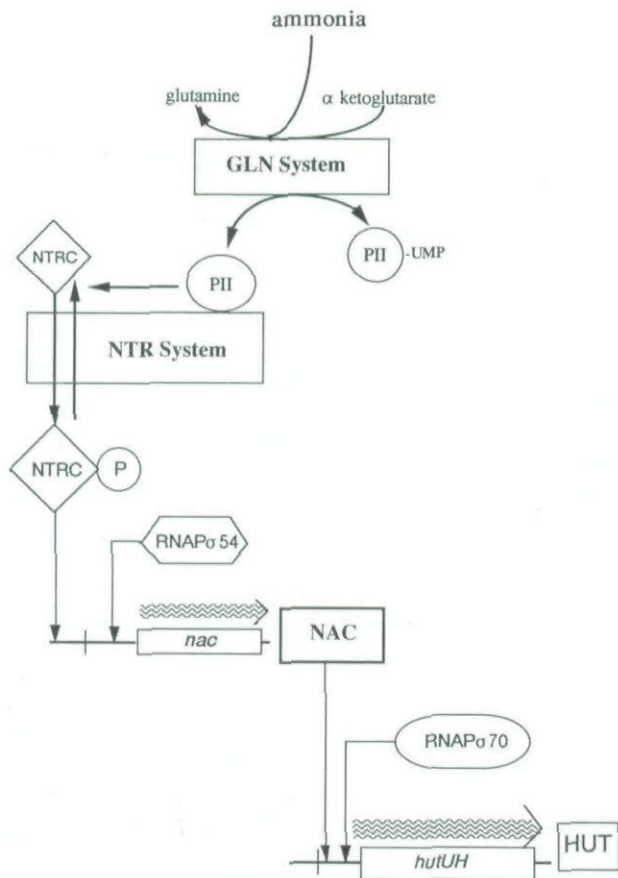 ammonia
glutamine
α ketoglutarate
GLN System
PII
PII -UMP
NTRC
NTR System
NTRC P
RNAPσ 54
nac
NAC
RNAPσ 70
hutUH
HUT